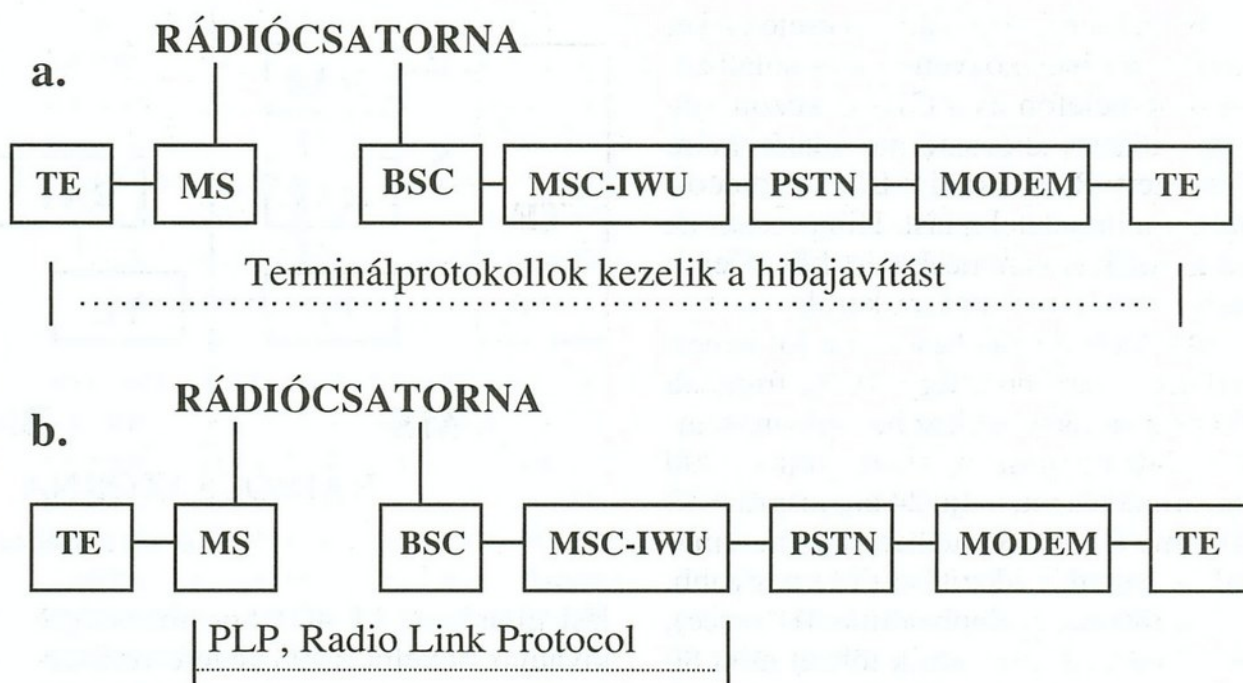 RÁDIÓCSATORNA
a.
TE MS BSC MSC-IWU PSTN MODEM TE
Terminálprotokollok kezelik a hibajavítást
RÁDIÓCSATORNA
b.
TE MS BSC MSC-IWU PSTN MODEM TE
PLP, Radio Link Protocol